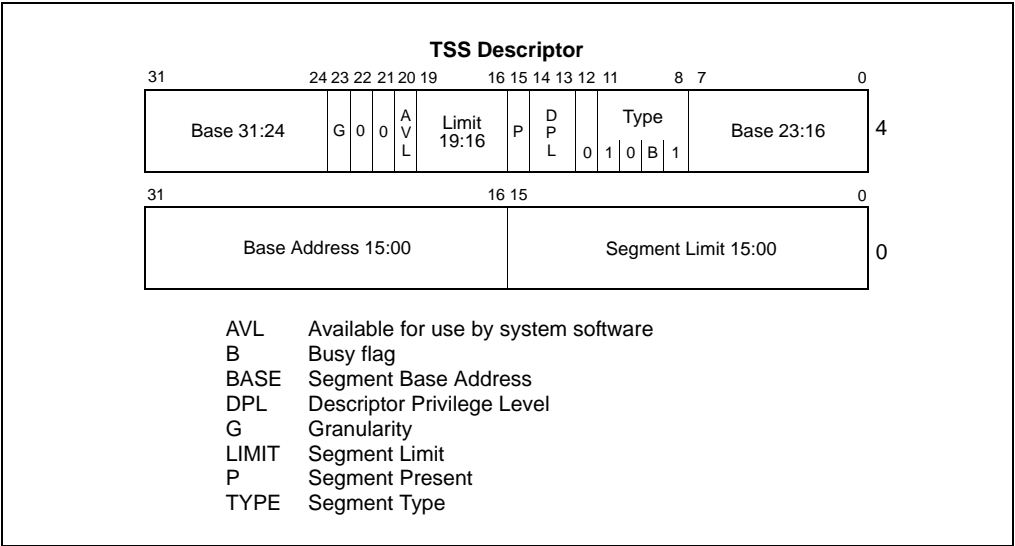 TSS Descriptor
31 24 23 22 21 20 19 16 15 14 13 12 11 8 7 0
Base 31:24 G 0 0 AVL Limit 19:16 P DPL Type Base 23:16 4
0 1 0 B 1
31 16 15 0
Base Address 15:00 Segment Limit 15:00 0
AVL Available for use by system software
B Busy flag
BASE Segment Base Address
DPL Descriptor Privilege Level
G Granularity
LIMIT Segment Limit
P Segment Present
TYPE Segment Type